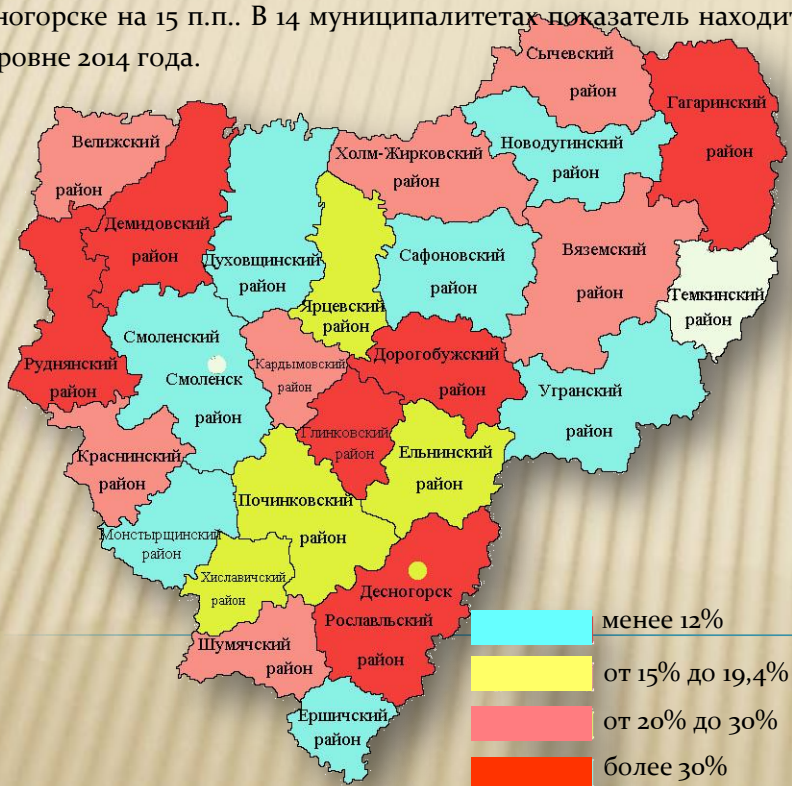 ногорске на 15 п.п.. В 14 муниципалитетах показатель находит
ровне 2014 года.
Сычевский
район
Гагаринский
район
Велижский
район
Холм-Жирковский
район
Новодугинский
район
Демидовский
район
Духовщинский
район
Сафоновский
район
Вяземский
район
Темкинский
район
Ярцевский
район
Смоленский
Смоленск
район
Кардымовский
район
Дорогобужский
район
Руднянский
район
Угранский
район
Глинковский
район
Ельнинский
район
Краснинский
район
Починковский
район
Монстырщинский
район
Хиславичский
район
Десногорск
Рославльский
район
Шумячский
район
Ершичский
район
менее 12%
от 15% до 19,4%
от 20% до 30%
более 30%